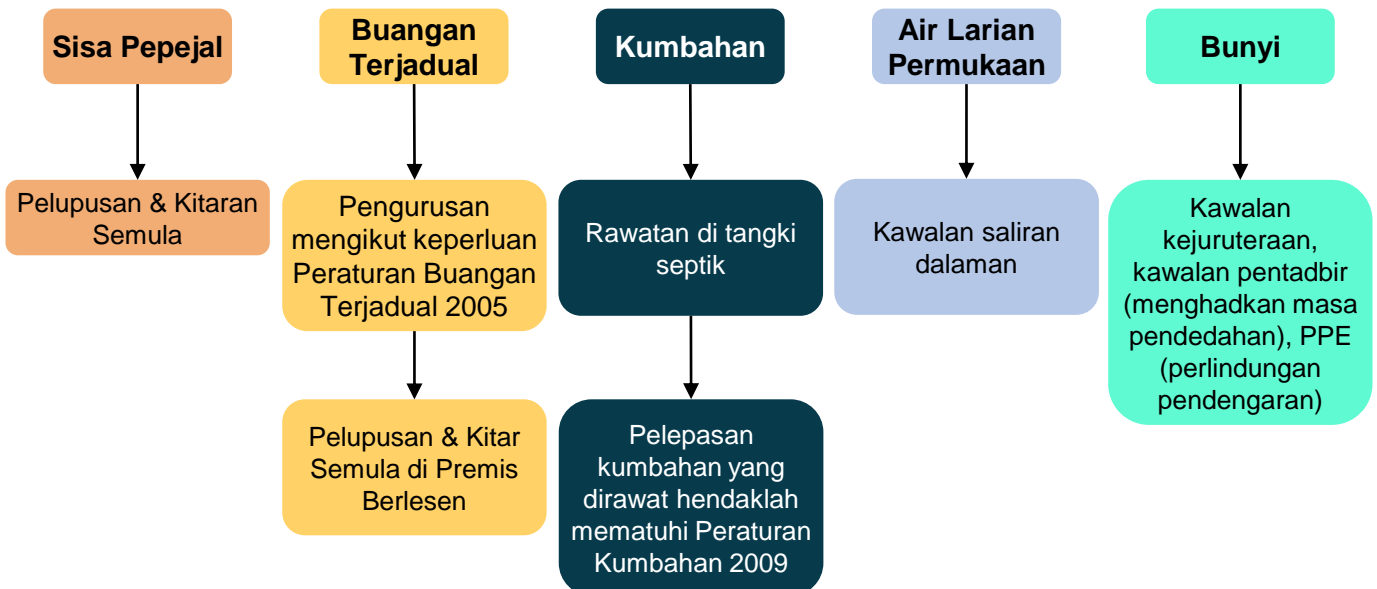 Sisa Pepejal
Pelupusan & Kitaran
Semula
Buangan
Terjadual
Pengurusan
mengikut keperluan
Peraturan Buangan
Terjadual 2005
Pelupusan & Kitar
Semula di Premis
Berlesen
Kumbahan
Rawatan di tangki
septik
Pelepasan
kumbahan yang
dirawat hendaklah
mematuhi Peraturan
Kumbahan 2009
Air Larian
Permukaan
Kawalan saliran
dalaman
Bunyi
Kawalan
kejuruteraan,
kawalan pentadbir
(menghadkan masa
pendedahan), PPE
(perlindungan
pendengaran)